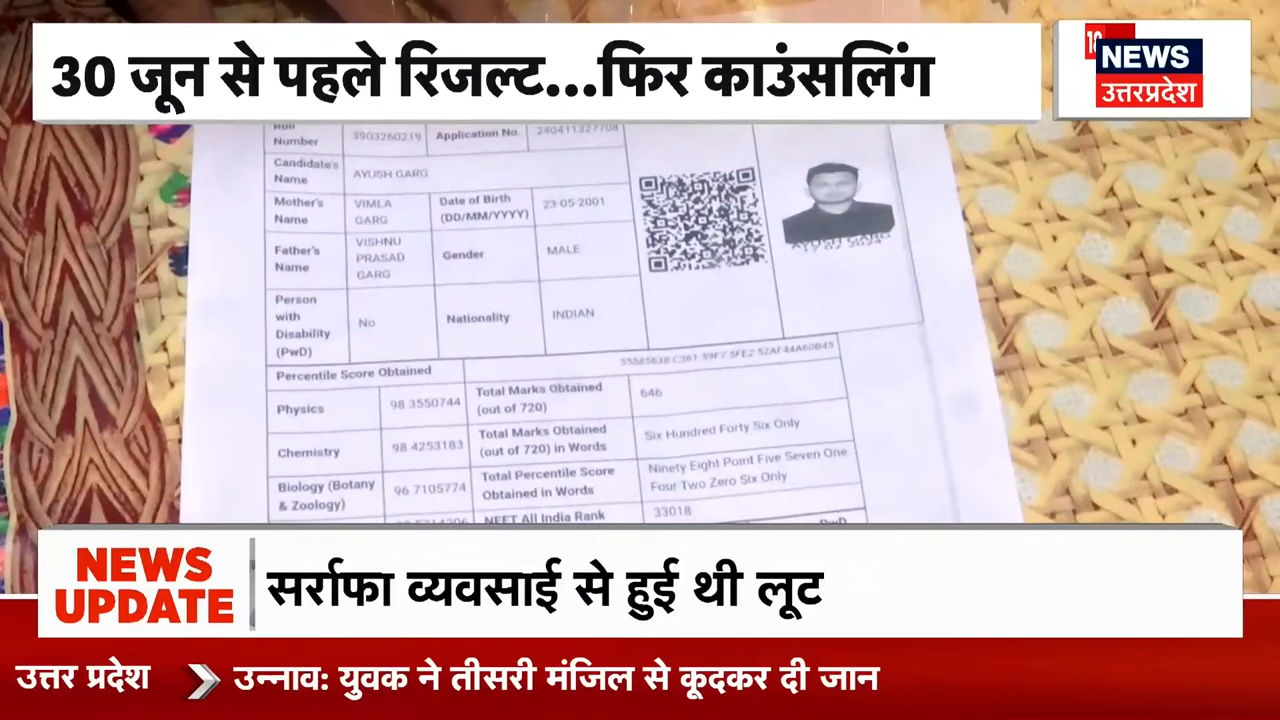 30 जून से पहले रिजल्ट...फिर काउंसलिंग
18
NEWS
उत्तरप्रदेश
Roll
Number
3903260219
Application No.
240411327708
Candidate's
Name
AYUSH GARG
Mother's
Name
VIMLA
GARG
Date of Birth
(DD/MM/YYYY)
23-05-2001
Father's
Name
VISHNU
PRASAD
GARG
Gender
MALE
Person
with
Disability
(PwD)
No
Nationality
INDIAN
AYUSH GARG
Percentile Score Obtained
Physics
98.3550744
Total Marks Obtained
(out of 720)
646
Chemistry
98.4253183
Total Marks Obtained
(out of 720) in Words
Six Hundred Forty Six Only
Biology (Botany
& Zoology)
96.7105774
Total Percentile Score
Obtained in Words
Ninety Eight Point Five Seven One
Four Two Zero Six Only
NEET All India Rank
33018
PwD
NEWS
UPDATE
सर्राफा व्यवसाई से हुई थी लूट
उत्तर प्रदेश
उन्नाव: युवक ने तीसरी मंजिल से कूदकर दी जान